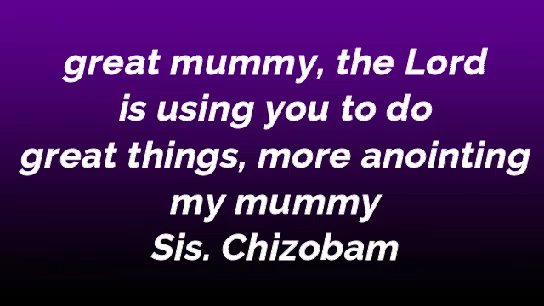 great mummy, the Lord
is using you to do
great things, more anointing
my mummy
Sis. Chizobam